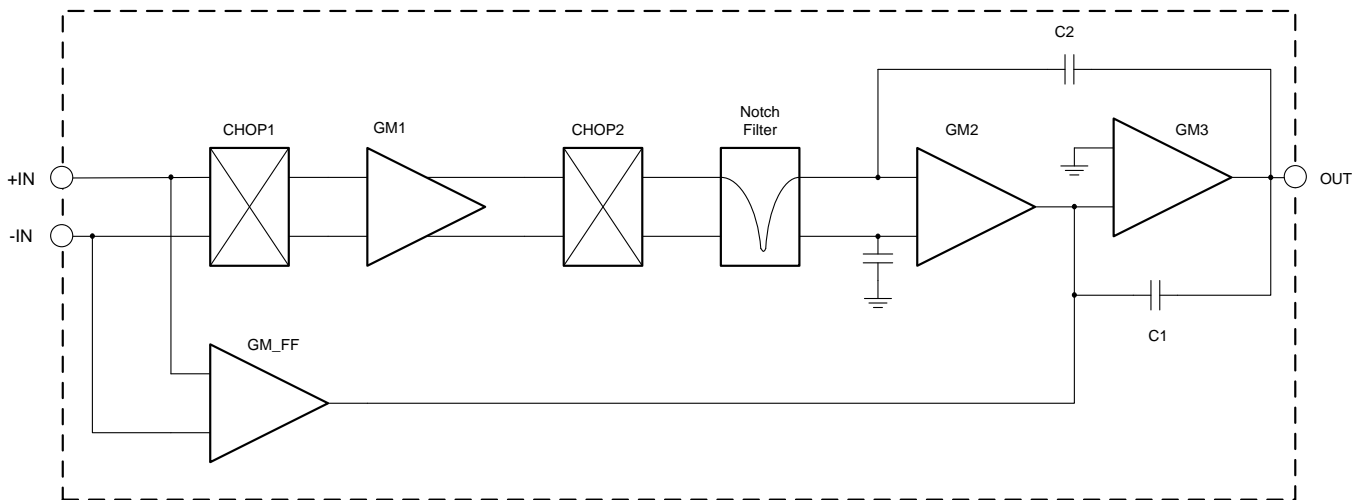 C2
Notch
Filter
CHOP1
GM1
CHOP2
GM2
GM3
+IN
OUT
-IN
C1
GM_FF